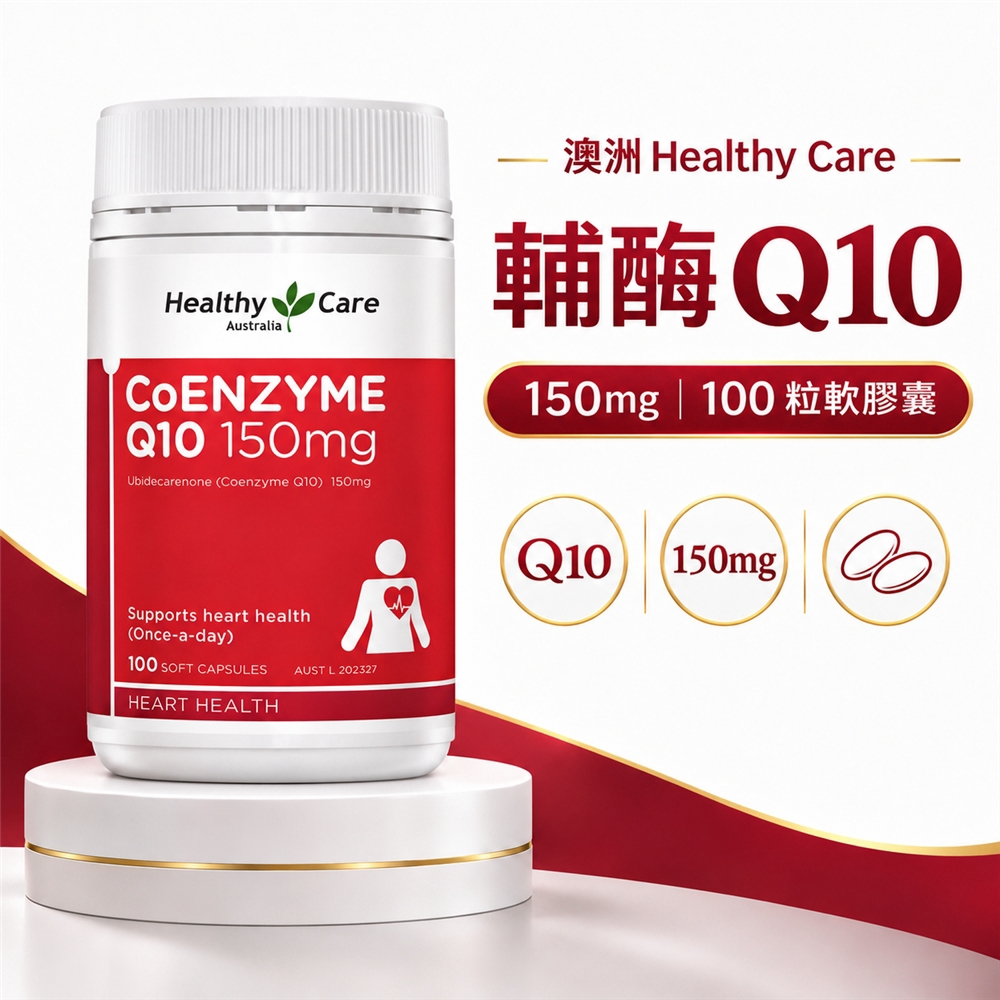 Healthy Care
Australia
CoENZYME
Q10 150mg
Ubidecarenone (Coenzyme Q10) 150mg
Supports heart health
(Once-a-day)
100 SOFT CAPSULES AUST L 202327
HEART HEALTH
澳洲 Healthy Care
輔酶 Q10
150mg | 100 粒軟膠囊
Q10
150mg